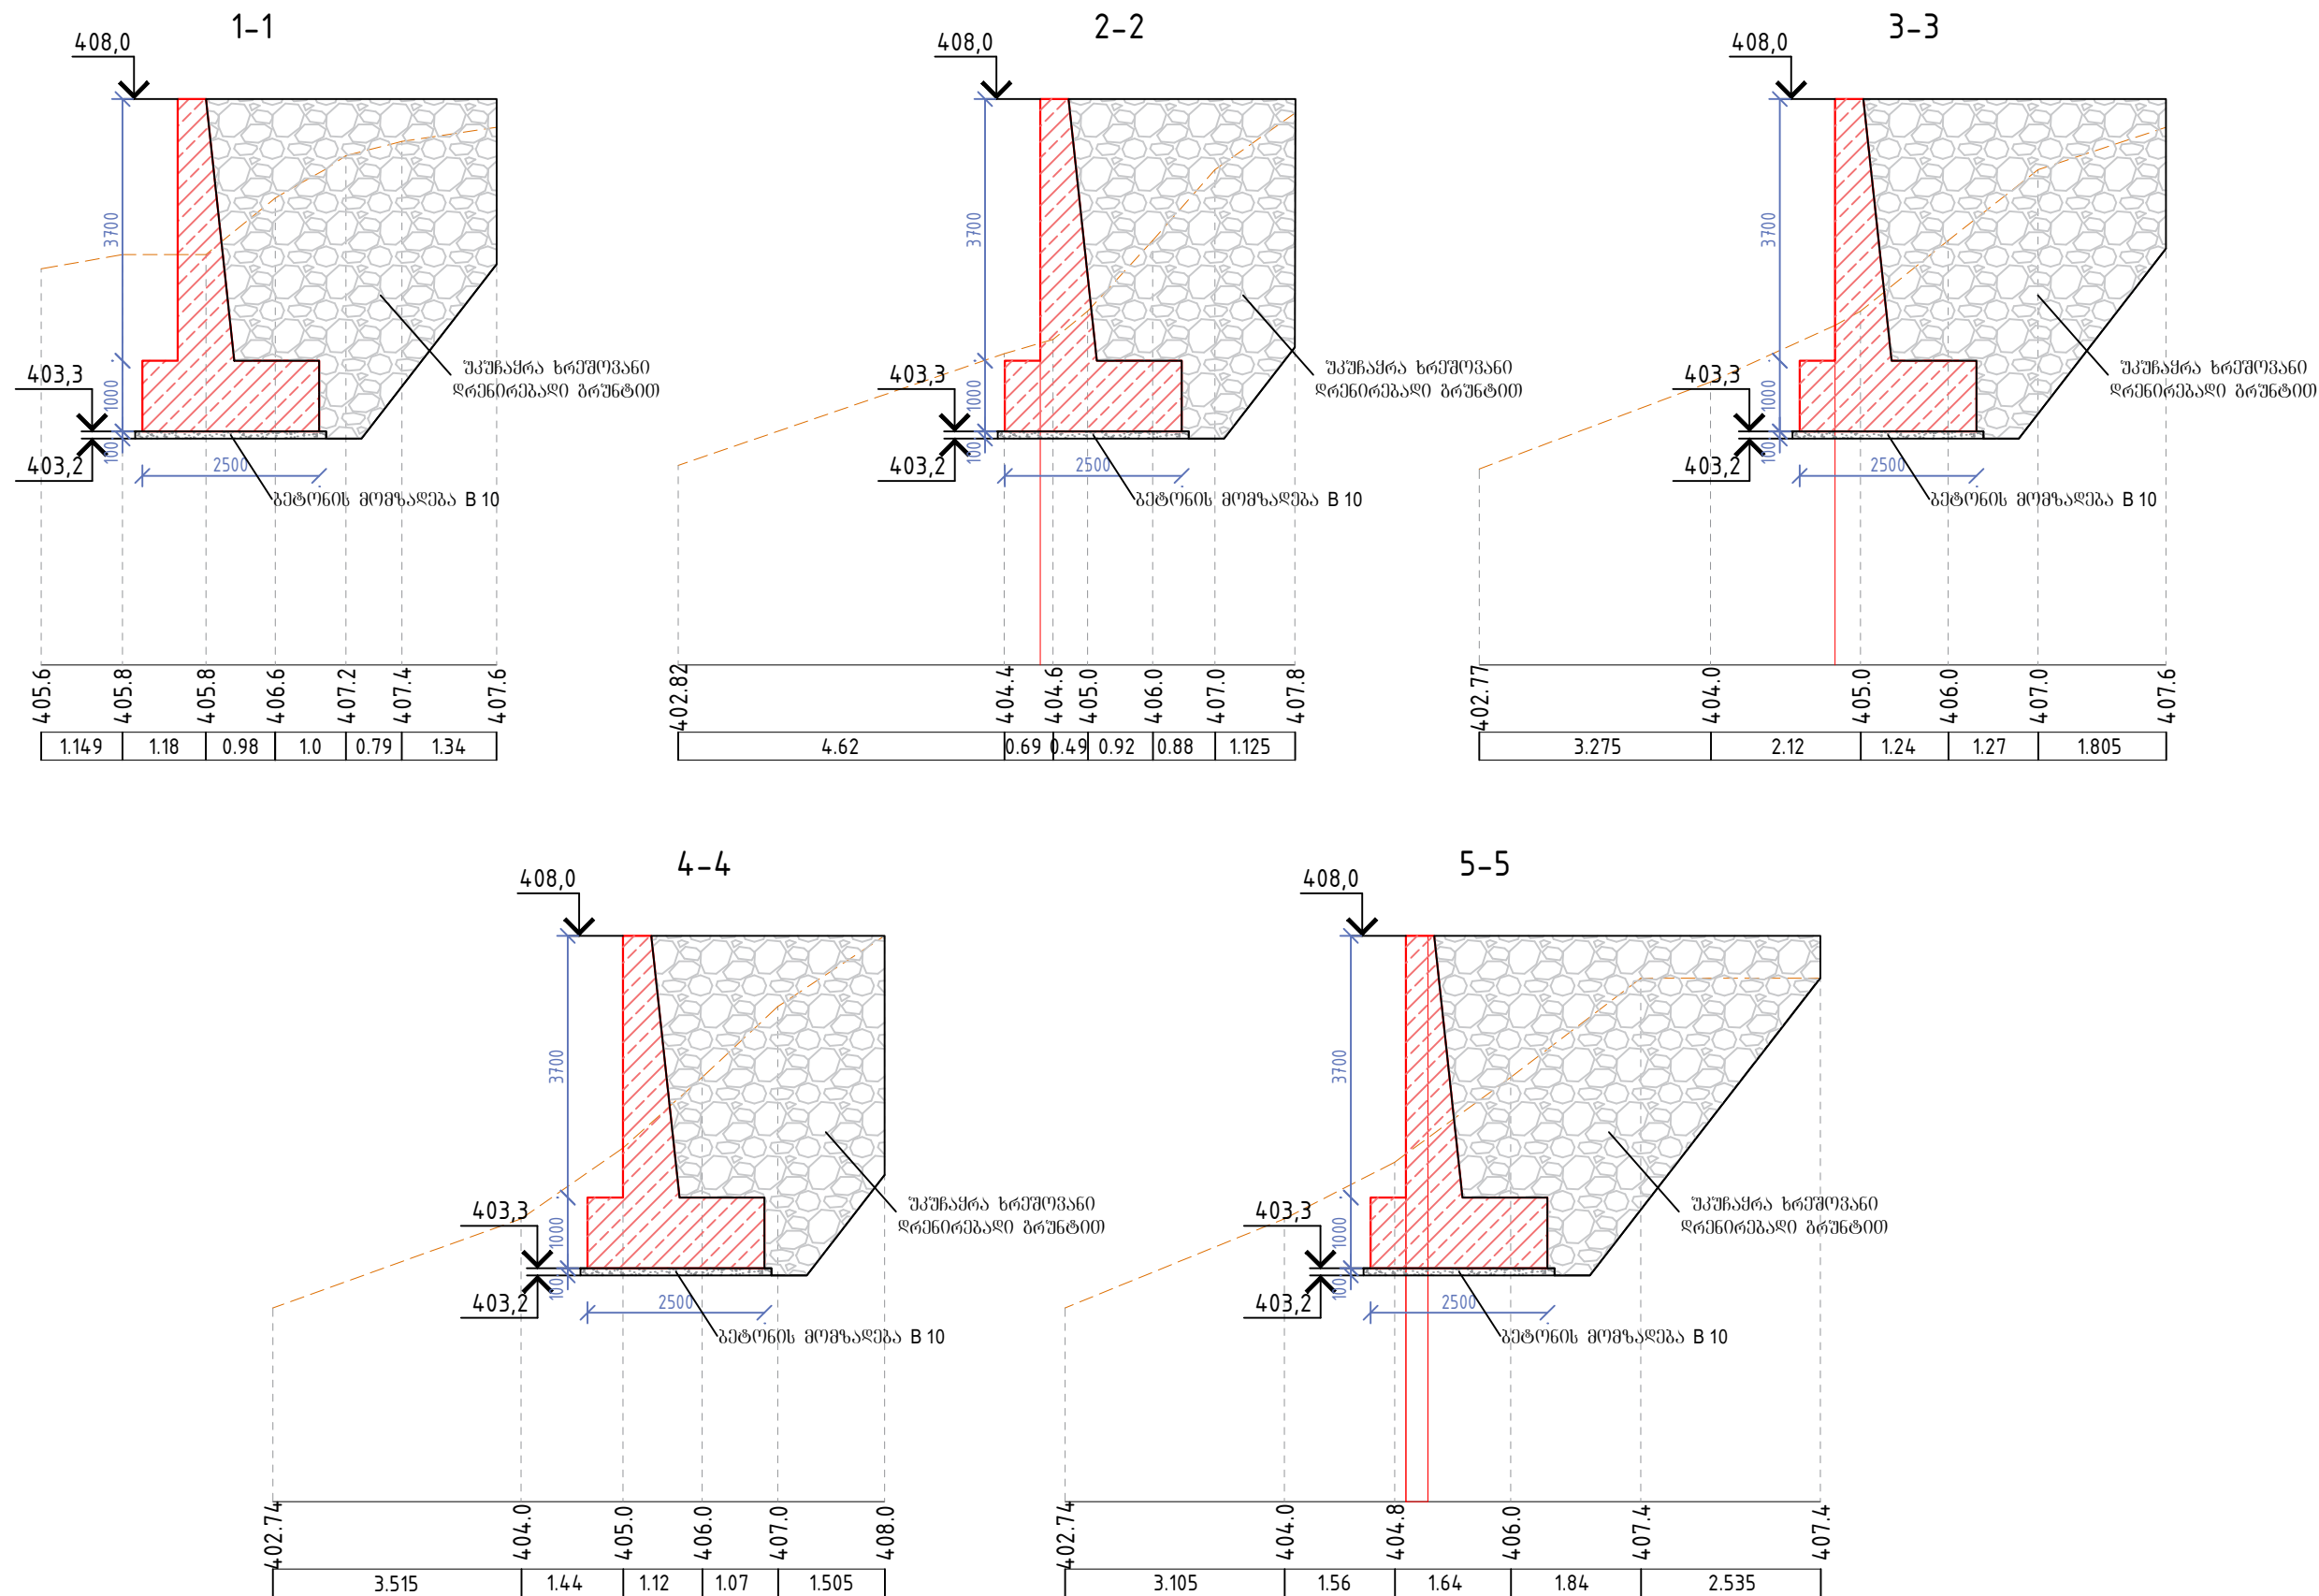 1-1
408,0
3700
1000
100
403,3
403,2
2500
უკუჩაყრა ხრეშოვანი
დრენირებადი გრუნტით
ბეტონის მომზადება B 10
405.6 405.8 405.8 406.6 407.2 407.4 407.6
1.149 1.18 0.98 1.0 0.79 1.34
2-2
408,0
3700
1000
100
403,3
403,2
2500
უკუჩაყრა ხრეშოვანი
დრენირებადი გრუნტით
ბეტონის მომზადება B 10
402.82 404.4 404.6 405.0 406.0 407.0 407.8
4.62 0.69 0.49 0.92 0.88 1.125
3-3
408,0
3700
1000
100
403,3
403,2
2500
უკუჩაყრა ხრეშოვანი
დრენირებადი გრუნტით
ბეტონის მომზადება B 10
402.77 404.0 405.0 406.0 407.0 407.6
3.275 2.12 1.24 1.27 1.805
4-4
408,0
3700
1000
100
403,3
403,2
2500
უკუჩაყრა ხრეშოვანი
დრენირებადი გრუნტით
ბეტონის მომზადება B 10
402.74 404.0 405.0 406.0 407.0 408.0
3.515 1.44 1.12 1.07 1.505
5-5
408,0
3700
1000
100
403,3
403,2
2500
უკუჩაყრა ხრეშოვანი
დრენირებადი გრუნტით
ბეტონის მომზადება B 10
402.74 404.0 404.8 406.0 407.4 407.4
3.105 1.56 1.64 1.84 2.535